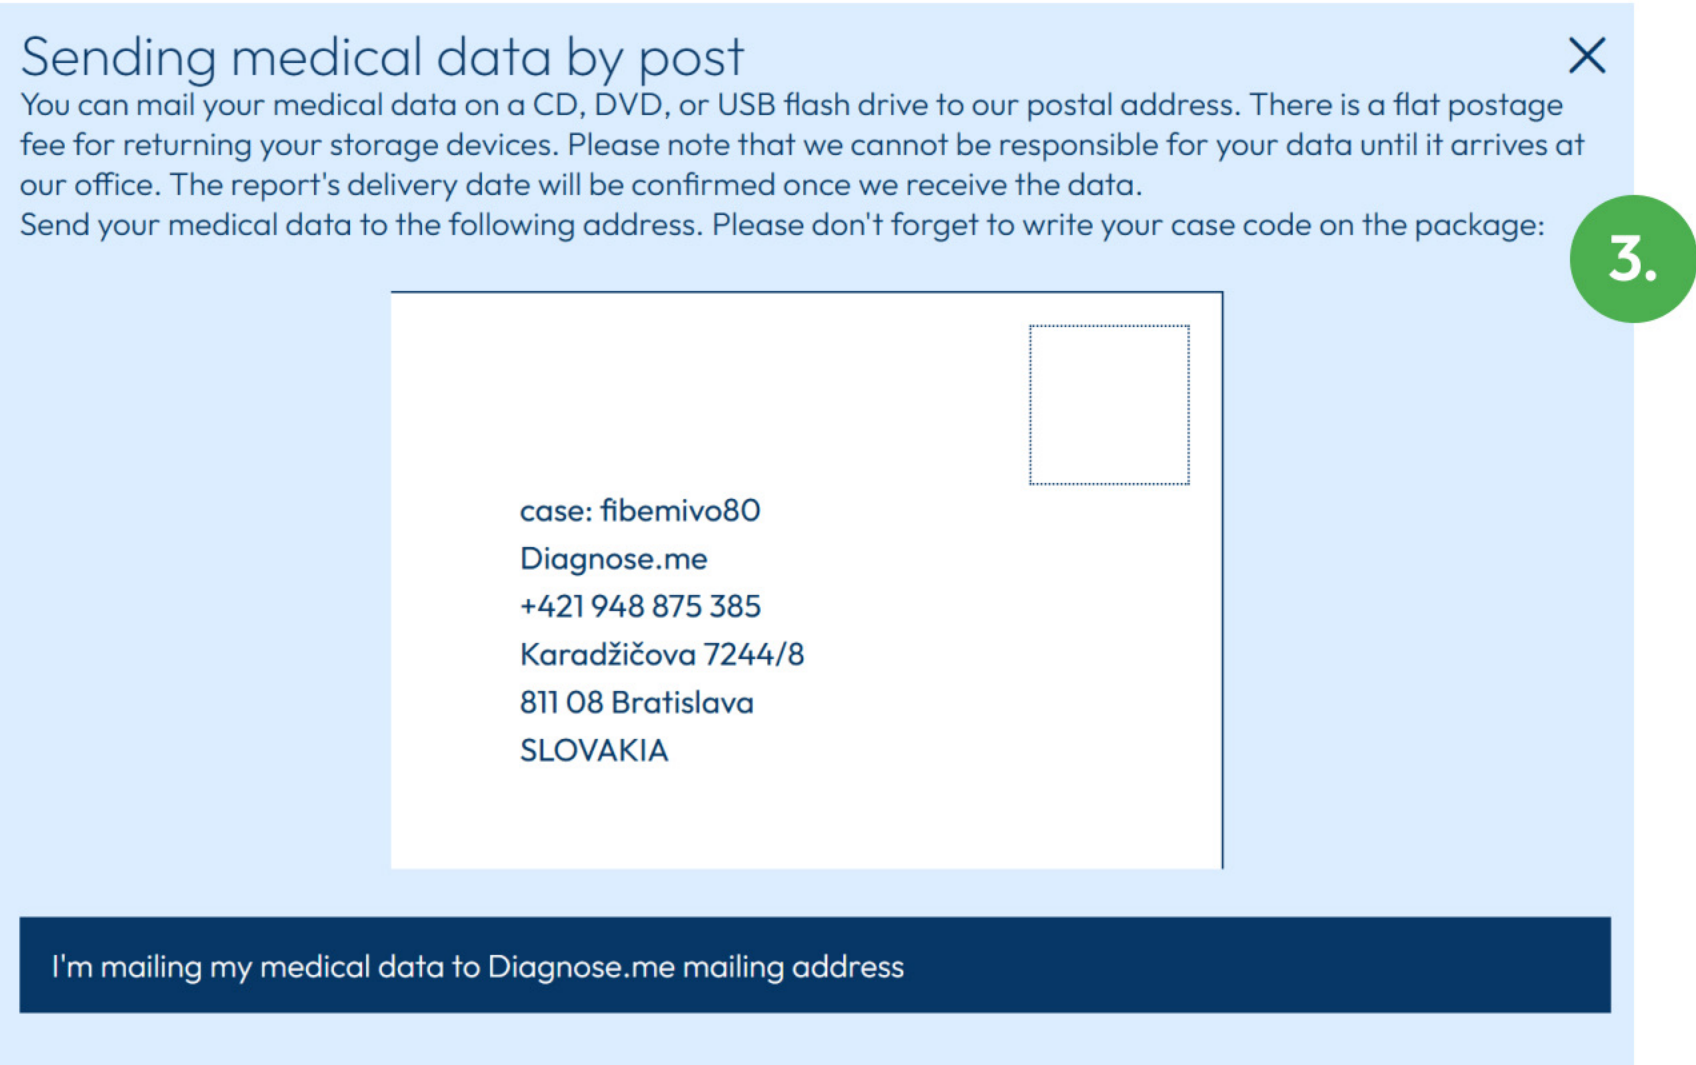 Sending medical data by post
You can mail your medical data on a CD, DVD, or USB flash drive to our postal address. There is a flat postage
fee for returning your storage devices. Please note that we cannot be responsible for your data until it arrives at
our office. The report's delivery date will be confirmed once we receive the data.
Send your medical data to the following address. Please don't forget to write your case code on the package:
3.
case: fibemivo80
Diagnose.me
+421 948 875 385
Karadžičova 7244/8
811 08 Bratislava
SLOVAKIA
I'm mailing my medical data to Diagnose.me mailing address